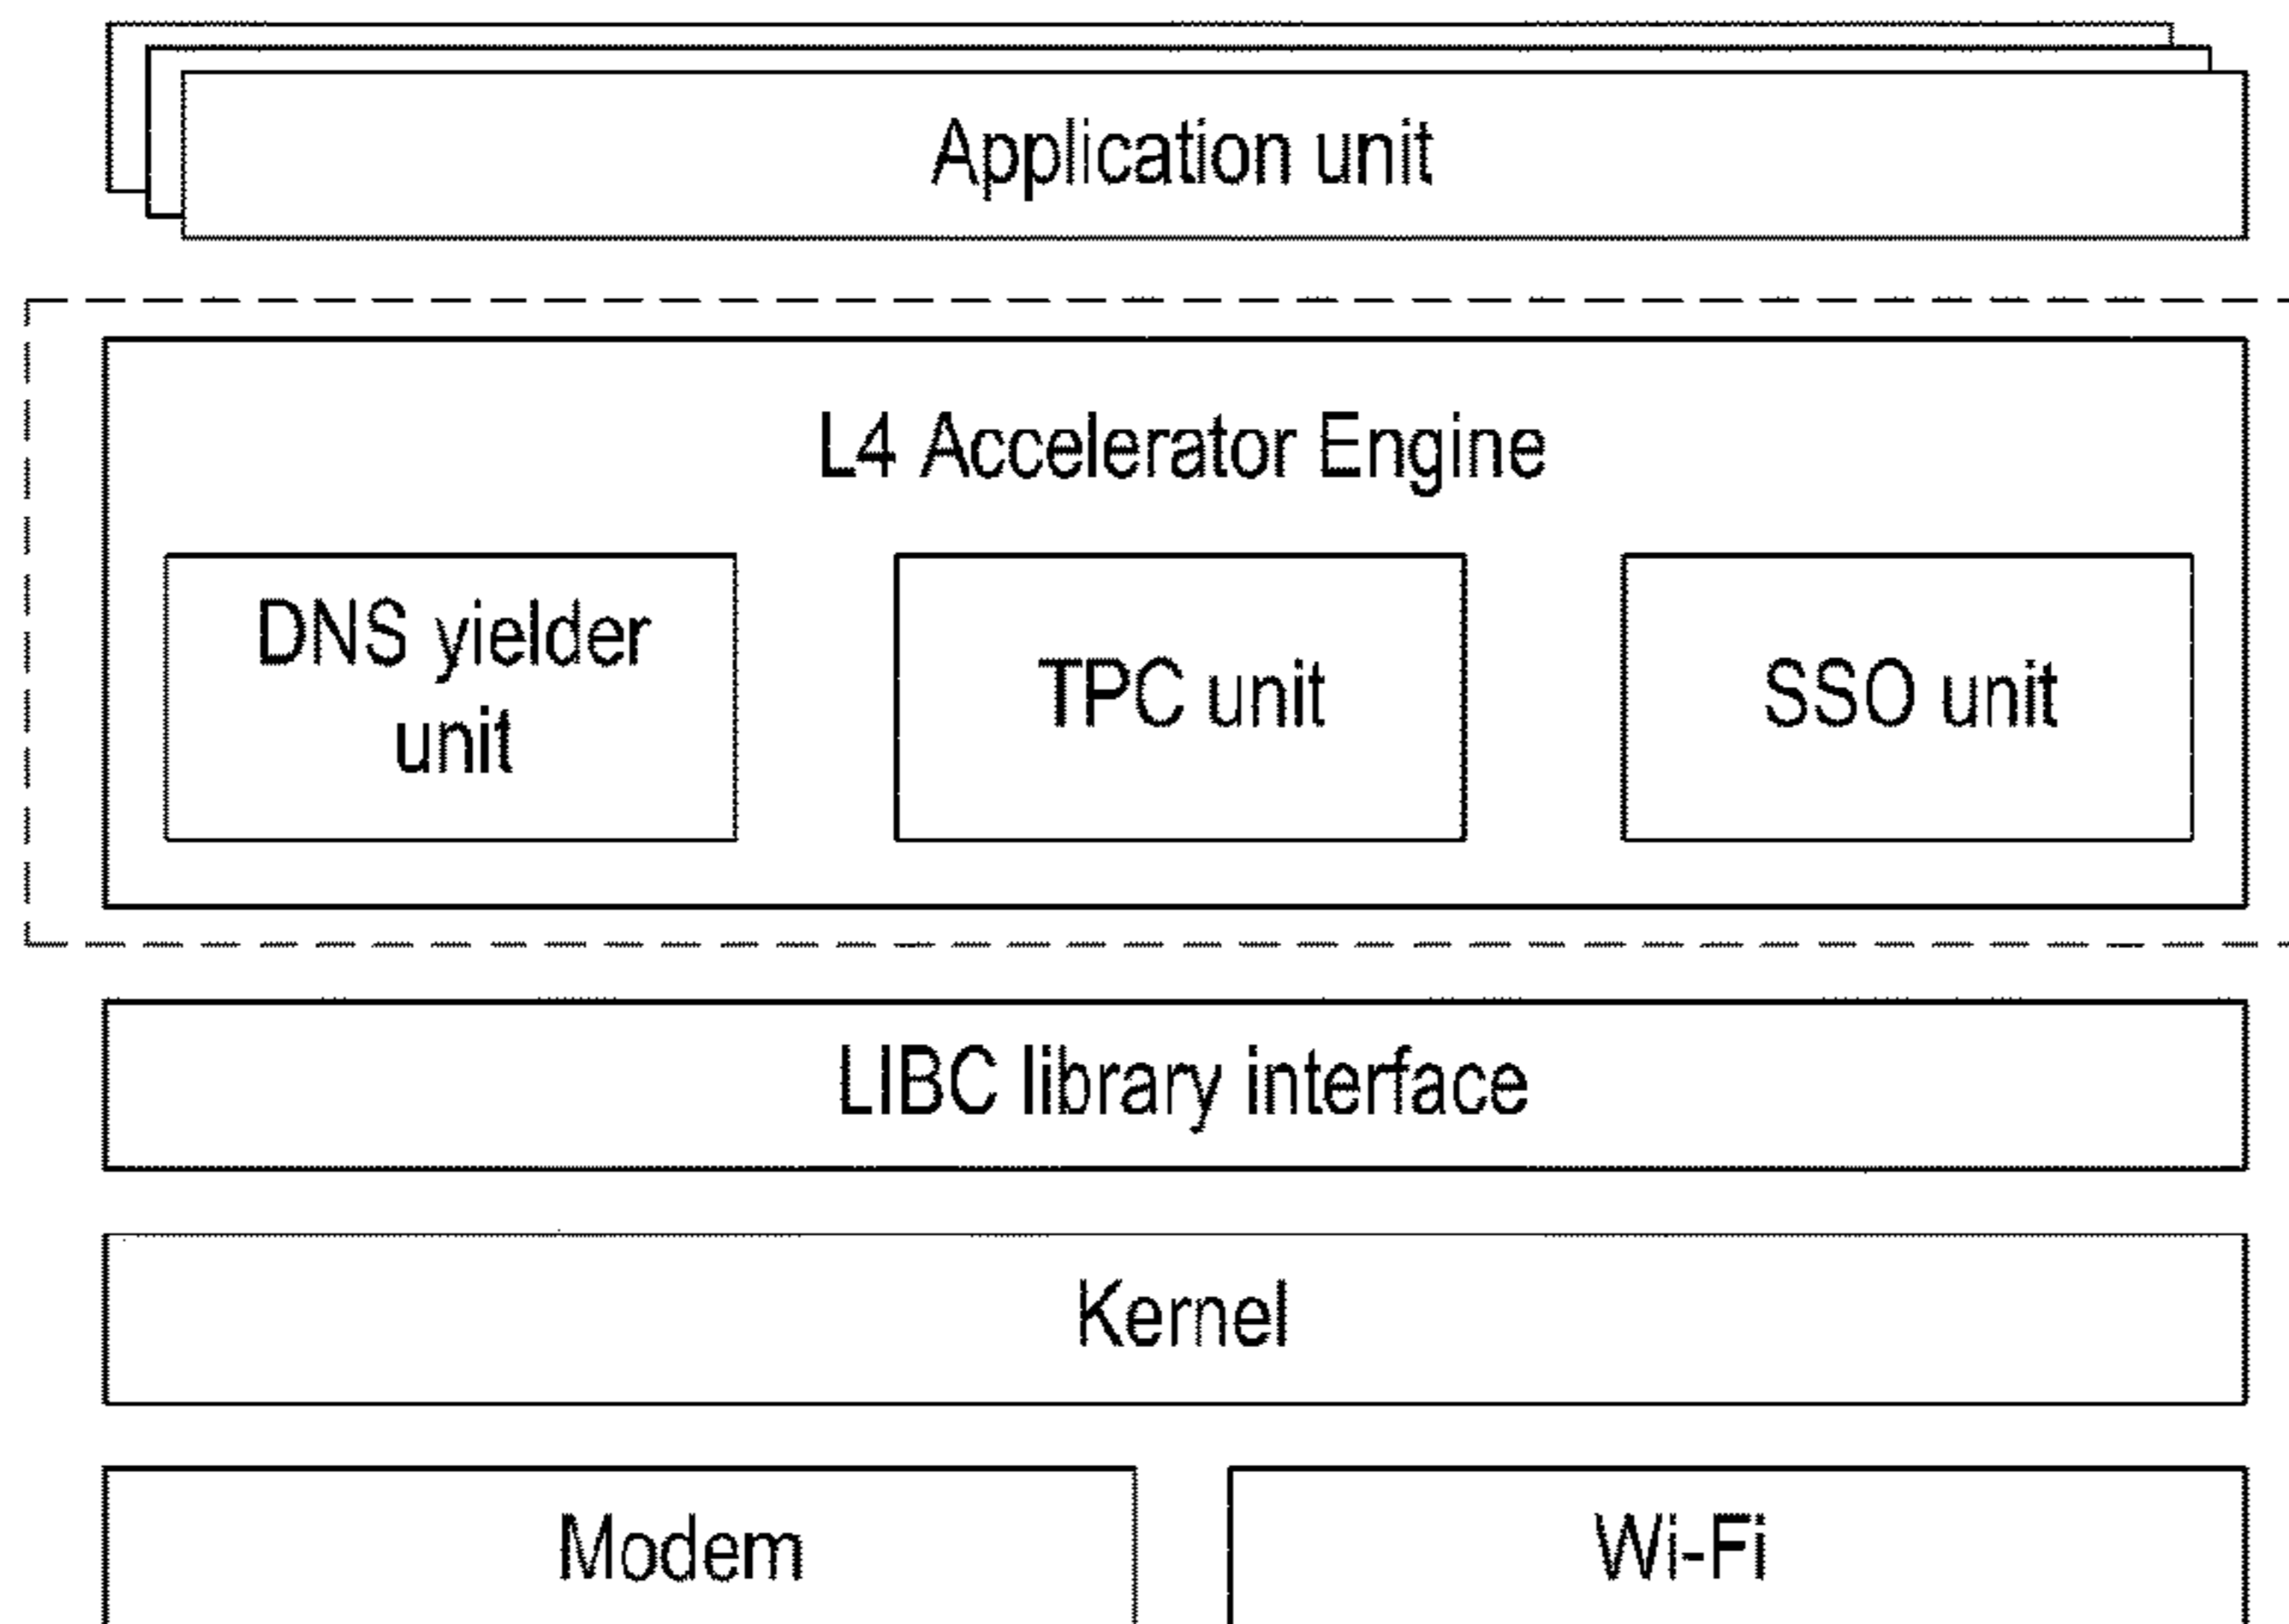 Application unit
L4 Accelerator Engine
DNS yielder
unit
TPC unit
SSO unit
LIBC library interface
Kernel
Modem
Wi-Fi